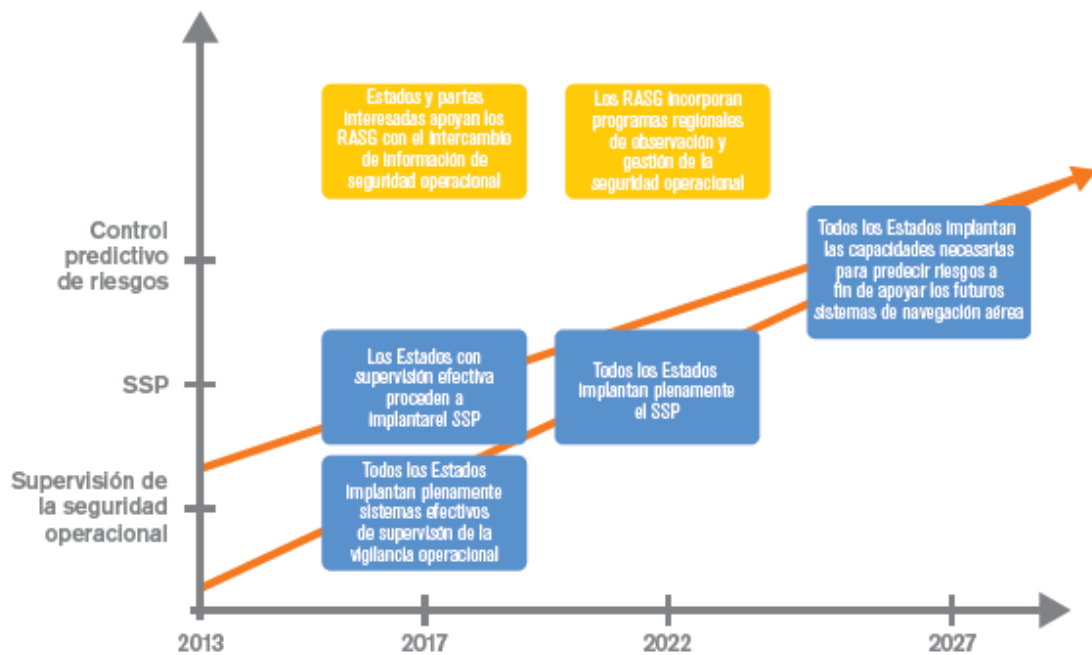 Estados y partes
interesadas apoyan los
RASG con el intercambio
de información de
seguridad operacional
Los RASG incorporan
programas regionales
de observación y
gestión de la
seguridad operacional
Control
predictivo
de riesgos
Todos los Estados implantan
las capacidades necesarias
para predecir riesgos a
fin de apoyar los futuros
sistemas de navegación aérea
SSP
Los Estados con
supervisión efectiva
proceden a
implantarel SSP
Todos los Estados
implantan plenamente
el SSP
Supervisión de
la seguridad
operacional
Todos los Estados
implantan plenamente
sistemas efectivos
de supervisón de la
vigilancia operacional
2013
2017
2022
2027